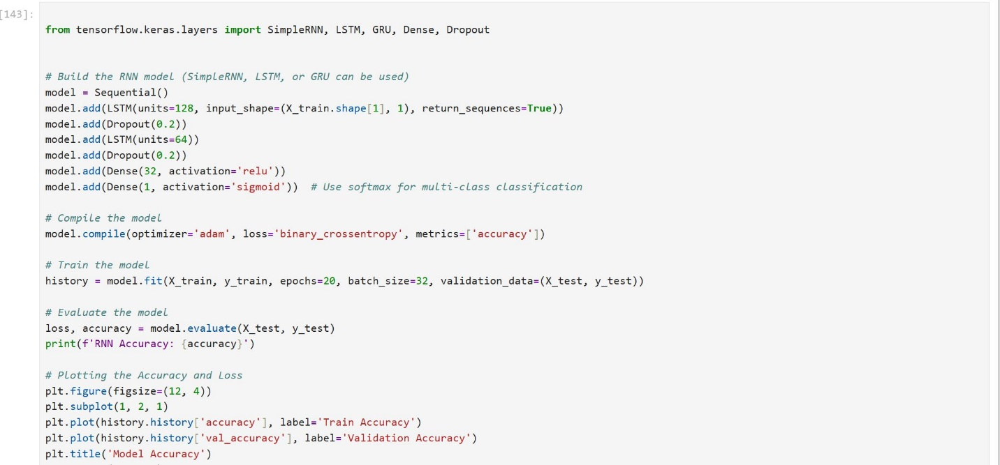 [143]:
from tensorflow.keras.layers import SimpleRNN, LSTM, GRU, Dense, Dropout
# Build the RNN model (SimpleRNN, LSTM, or GRU can be used)
model = Sequential()
model.add(LSTM(units=128, input_shape=(X_train.shape[1], 1), return_sequences=True))
model.add(Dropout(0.2))
model.add(LSTM(units=64))
model.add(Dropout(0.2))
model.add(Dense(32, activation='relu'))
model.add(Dense(1, activation='sigmoid'))  # Use softmax for multi-class classification
# Compile the model
model.compile(optimizer='adam', loss='binary_crossentropy', metrics=['accuracy'])
# Train the model
history = model.fit(X_train, y_train, epochs=20, batch_size=32, validation_data=(X_test, y_test))
# Evaluate the model
loss, accuracy = model.evaluate(X_test, y_test)
print(f'RNN Accuracy: {accuracy}')
# Plotting the Accuracy and Loss
plt.figure(figsize=(12, 4))
plt.subplot(1, 2, 1)
plt.plot(history.history['accuracy'], label='Train Accuracy')
plt.plot(history.history['val_accuracy'], label='Validation Accuracy')
plt.title('Model Accuracy')